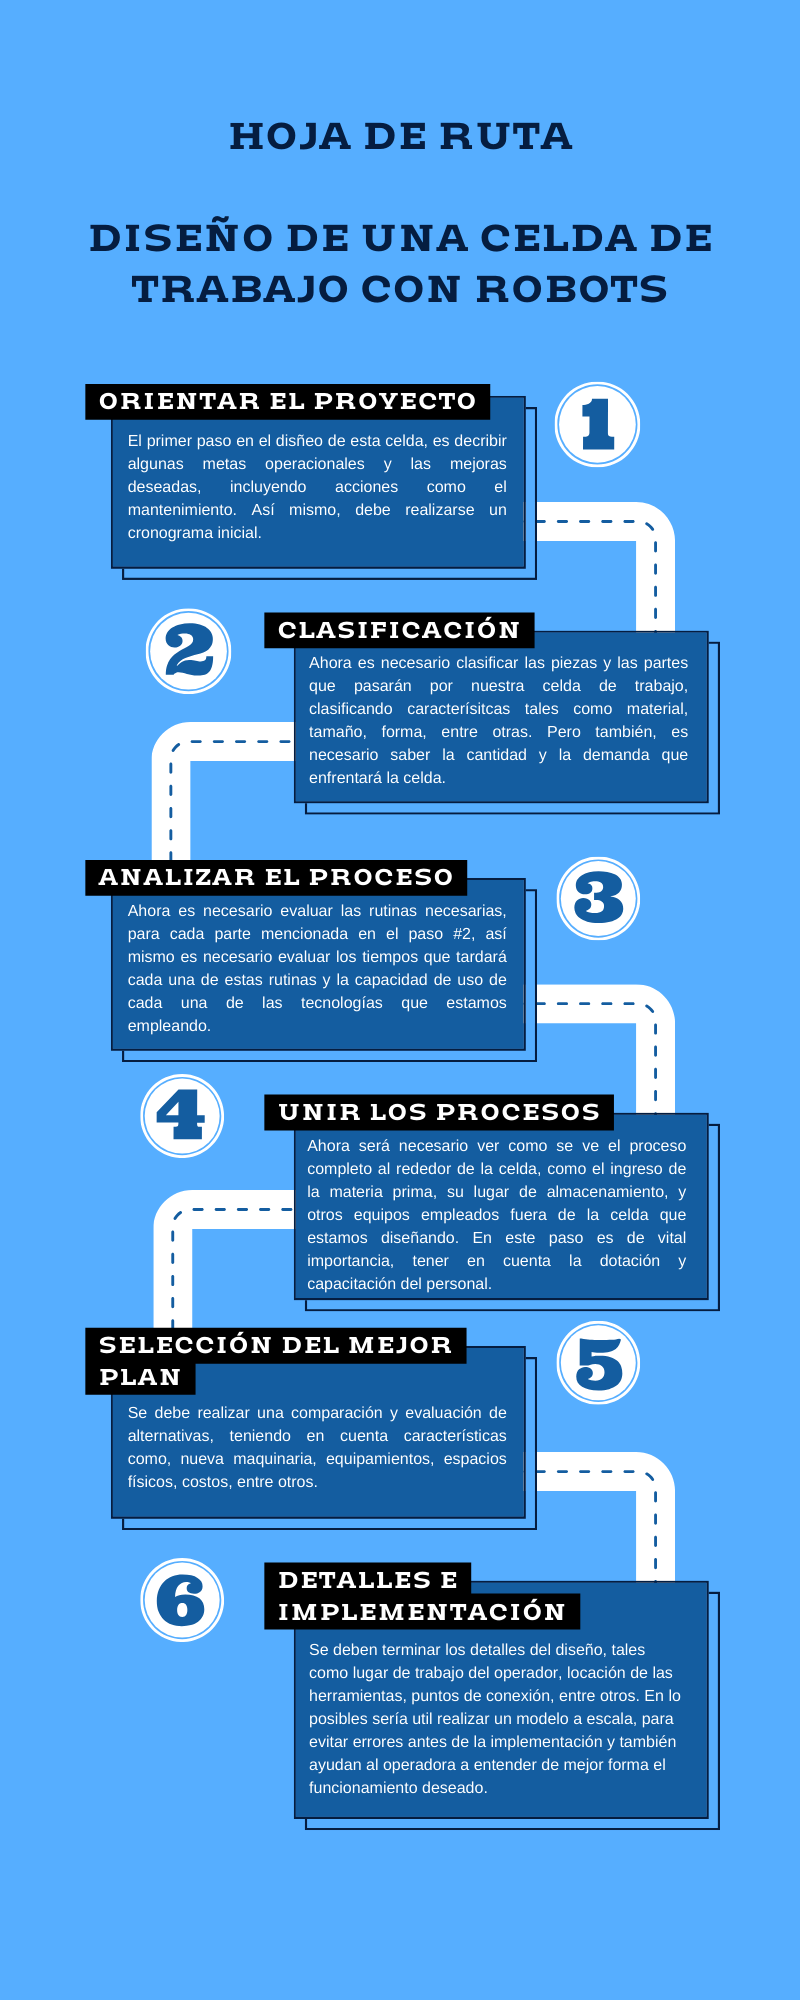 HOJA DE RUTA
DISEÑO DE UNA CELDA DE
TRABAJO CON ROBOTS
ORIENTAR EL PROYECTO
1
El primer paso en el disñeo de esta celda, es decribir
algunas metas operacionales y las mejoras
deseadas, incluyendo acciones como el
mantenimiento. Así mismo, debe realizarse un
cronograma inicial.
2
CLASIFICACIÓN
Ahora es necesario clasificar las piezas y las partes
que pasarán por nuestra celda de trabajo,
clasificando caracterísitcas tales como material,
tamaño, forma, entre otras. Pero también, es
necesario saber la cantidad y la demanda que
enfrentará la celda.
ANALIZAR EL PROCESO
3
Ahora es necesario evaluar las rutinas necesarias,
para cada parte mencionada en el paso #2, así
mismo es necesario evaluar los tiempos que tardará
cada una de estas rutinas y la capacidad de uso de
cada una de las tecnologías que estamos
empleando.
4
UNIR LOS PROCESOS
Ahora será necesario ver como se ve el proceso
completo al rededor de la celda, como el ingreso de
la materia prima, su lugar de almacenamiento, y
otros equipos empleados fuera de la celda que
estamos diseñando. En este paso es de vital
importancia, tener en cuenta la dotación y
capacitación del personal.
SELECCIÓN DEL MEJOR
PLAN
5
Se debe realizar una comparación y evaluación de
alternativas, teniendo en cuenta características
como, nueva maquinaria, equipamientos, espacios
físicos, costos, entre otros.
6
DETALLES E
IMPLEMENTACIÓN
Se deben terminar los detalles del diseño, tales
como lugar de trabajo del operador, locación de las
herramientas, puntos de conexión, entre otros. En lo
posibles sería util realizar un modelo a escala, para
evitar errores antes de la implementación y también
ayudan al operadora a entender de mejor forma el
funcionamiento deseado.